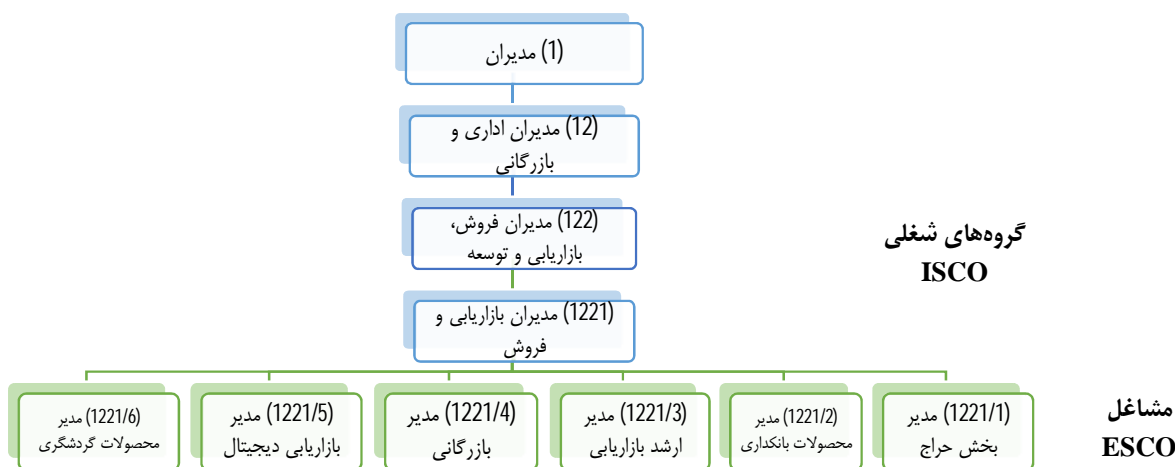 (1) مدیران
(12) مدیران اداری و
بازرگانی
(122) مدیران فروش،
بازاریابی و توسعه
گروه‌های شغلی
ISCO
(1221) مدیران بازاریابی و
فروش
(1221/1) مدیر
بخش حراج
(1221/2) مدیر
محصولات بانکداری
(1221/3) مدیر
ارشد بازاریابی
(1221/4) مدیر
بازرگانی
(1221/5) مدیر
بازاریابی دیجیتال
(1221/6) مدیر
محصولات گردشگری
مشاغل
ESCO